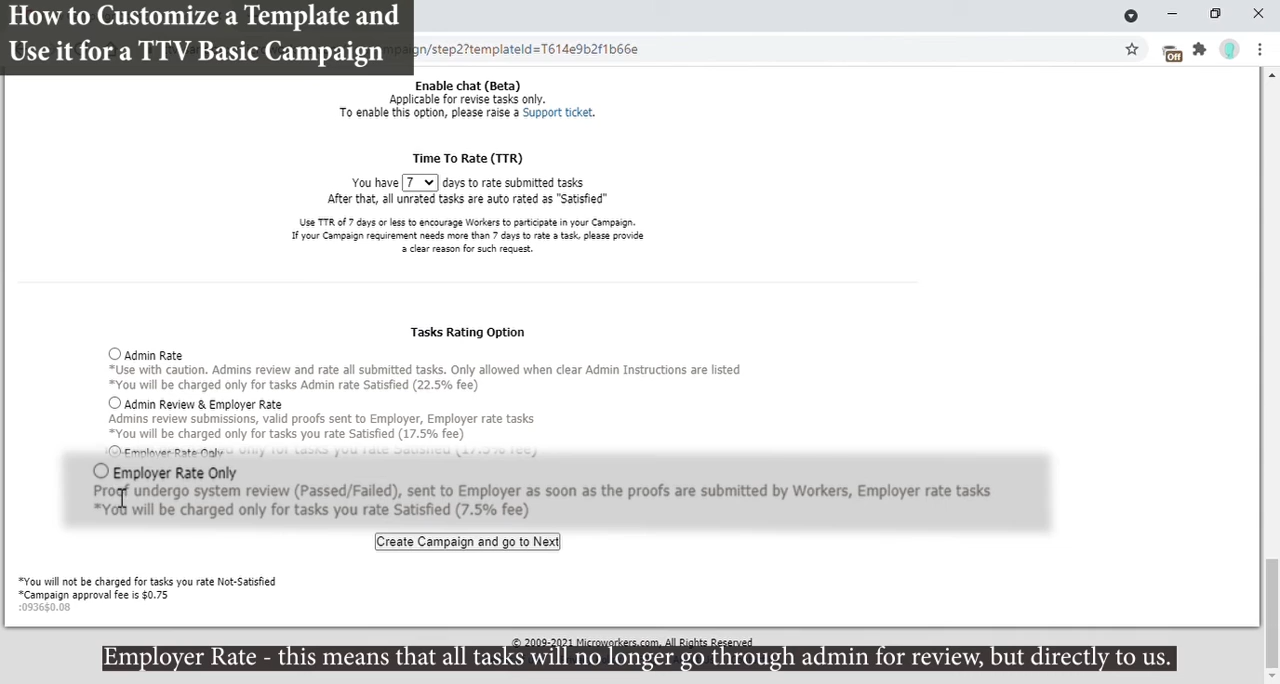 How to Customize a Template and
Use it for a TTV Basic Campaign
mpaign/step2?templateId=T614e9b2f1b66e
Off
Enable chat (Beta)
Applicable for revise tasks only.
To enable this option, please raise a Support ticket.
Time To Rate (TTR)
You have 7 days to rate submitted tasks
After that, all unrated tasks are auto rated as "Satisfied"
Use TTR of 7 days or less to encourage Workers to participate in your Campaign.
If your Campaign requirement needs more than 7 days to rate a task, please provide
a clear reason for such request.
Tasks Rating Option
Admin Rate
*Use with caution. Admins review and rate all submitted tasks. Only allowed when clear Admin Instructions are listed
*You will be charged only for tasks Admin rate Satisfied (22.5% fee)
Admin Review & Employer Rate
Admins review submissions, valid proofs sent to Employer, Employer rate tasks
*You will be charged only for tasks you rate Satisfied (17.5% fee)
Employer Rate Only
Employer Rate Only
Proof undergo system review (Passed/Failed), sent to Employer as soon as the proofs are submitted by Workers, Employer rate tasks
*You will be charged only for tasks you rate Satisfied (7.5% fee)
Create Campaign and go to Next
*You will not be charged for tasks you rate Not-Satisfied
*Campaign approval fee is $0.75
:0936$0.08
© 2009-2021 Microworkers.com. All Rights Reserved
Employer Rate - this means that all tasks will no longer go through admin for review, but directly to us.